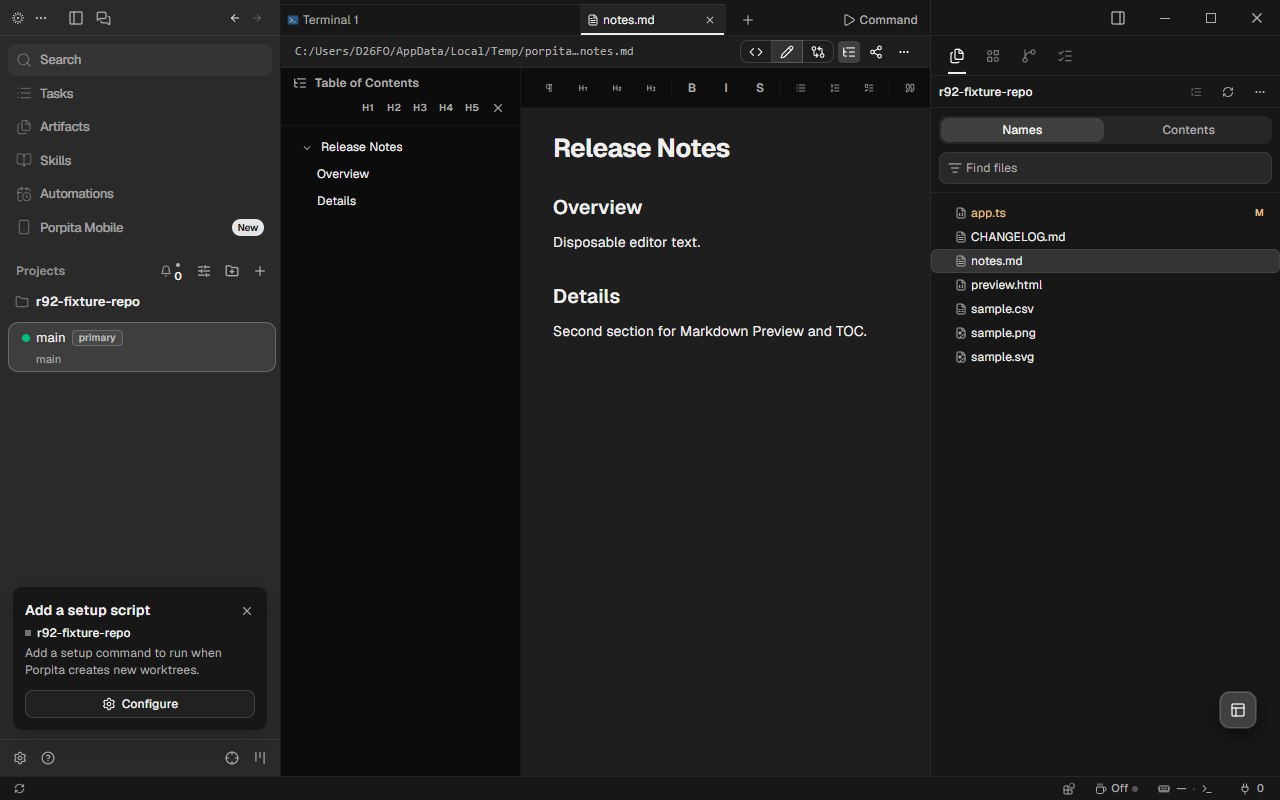 Terminal 1
notes.md
Command
Search
Tasks
Artifacts
Skills
Automations
Porpita Mobile
New
Projects
0
r92-fixture-repo
main
primary
main
Add a setup script
r92-fixture-repo
Add a setup command to run when
Porpita creates new worktrees.
Configure
C:/Users/D26FO/AppData/Local/Temp/porpita…notes.md
Table of Contents
H1 H2 H3 H4 H5
Release Notes
Overview
Details
H1 H2 H3 B I S
Release Notes
Overview
Disposable editor text.
Details
Second section for Markdown Preview and TOC.
r92-fixture-repo
Names
Contents
Find files
app.ts
M
CHANGELOG.md
notes.md
preview.html
sample.csv
sample.png
sample.svg
Off
0